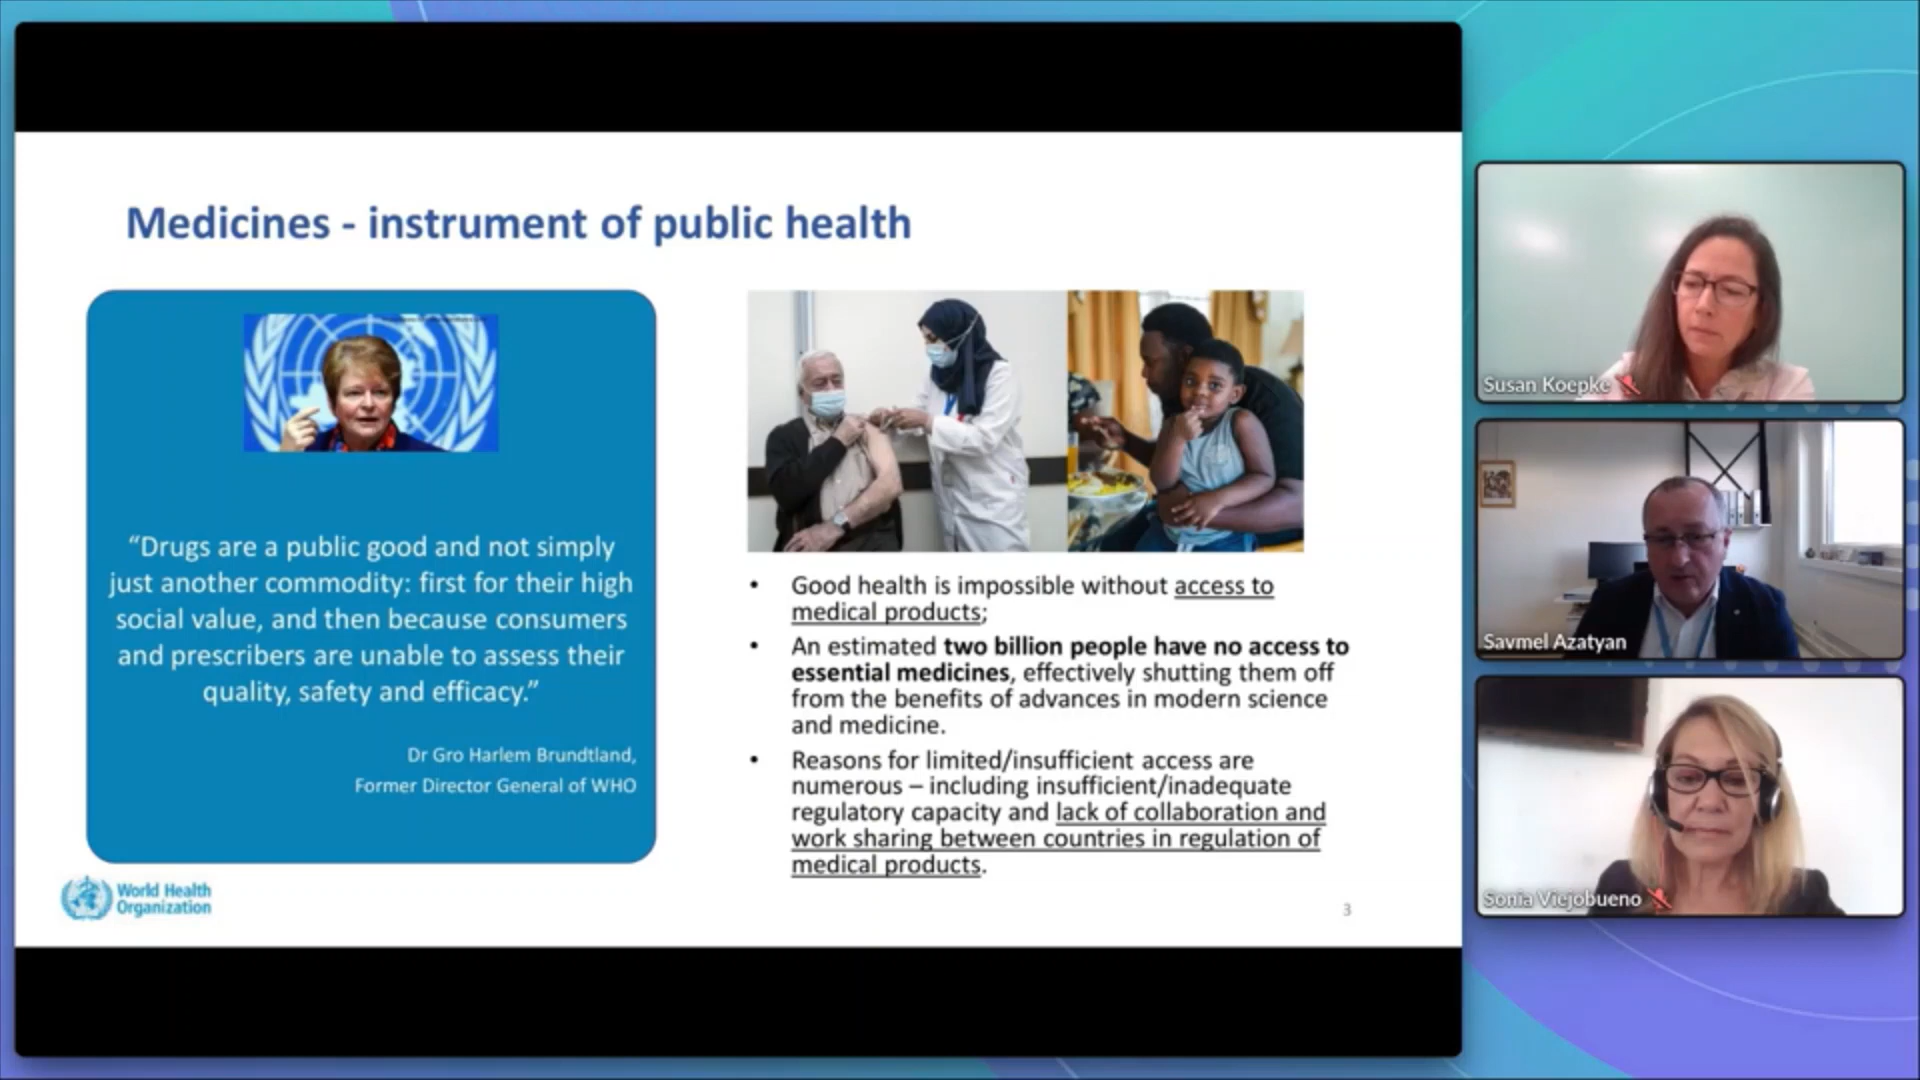 Medicines - instrument of public health
“Drugs are a public good and not simply
just another commodity: first for their high
social value, and then because consumers
and prescribers are unable to assess their
quality, safety and efficacy.”
Dr Gro Harlem Brundtland,
Former Director General of WHO
• Good health is impossible without access to
medical products;
• An estimated two billion people have no access to
essential medicines, effectively shutting them off
from the benefits of advances in modern science
and medicine.
• Reasons for limited/insufficient access are
numerous – including insufficient/inadequate
regulatory capacity and lack of collaboration and
work sharing between countries in regulation of
medical products.
World Health
Organization
3
Susan Koepke
Savmel Azatyan
Sonia Viejobueno